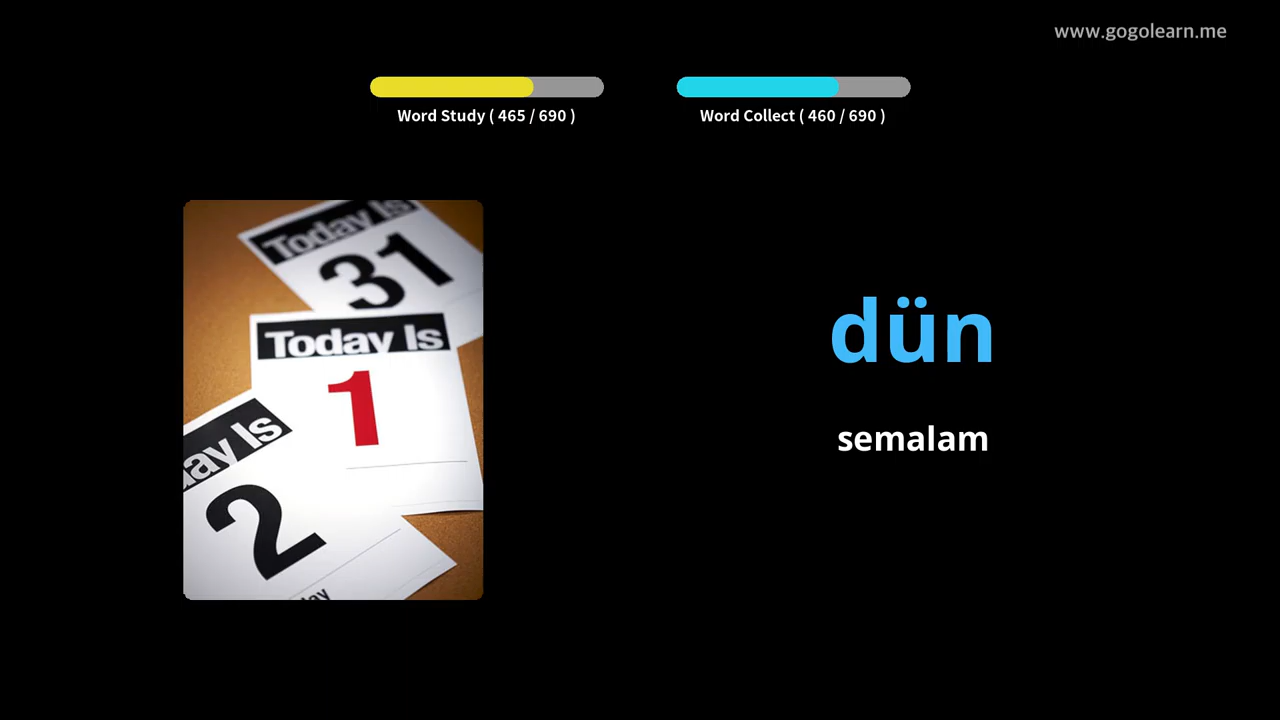 www.gogolearn.me
Word Study ( 465 / 690 )
Word Collect ( 460 / 690 )
Today Is
31
Today Is
1
ay Is
2
ay
dün
semalam